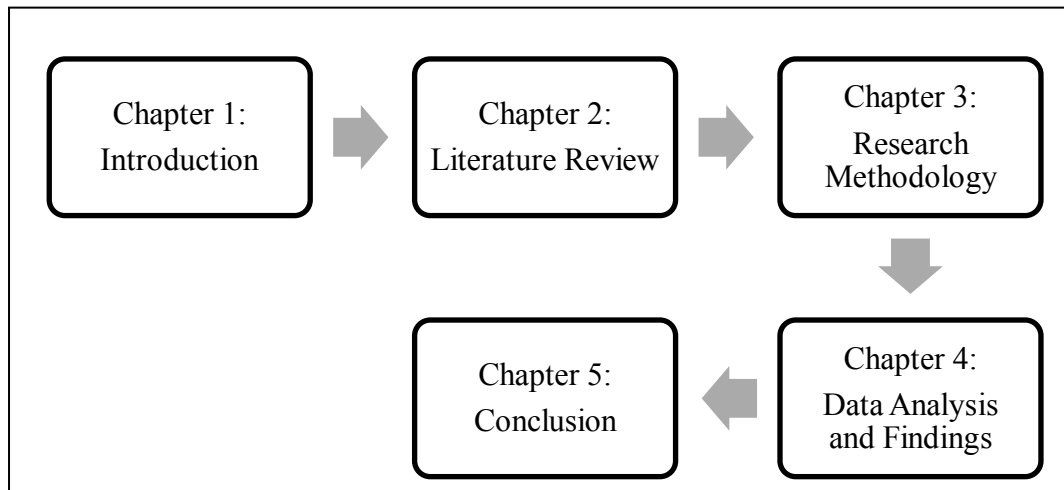 Chapter 1:
Introduction
Chapter 2:
Literature Review
Chapter 3:
Research
Methodology
Chapter 4:
Data Analysis
and Findings
Chapter 5:
Conclusion